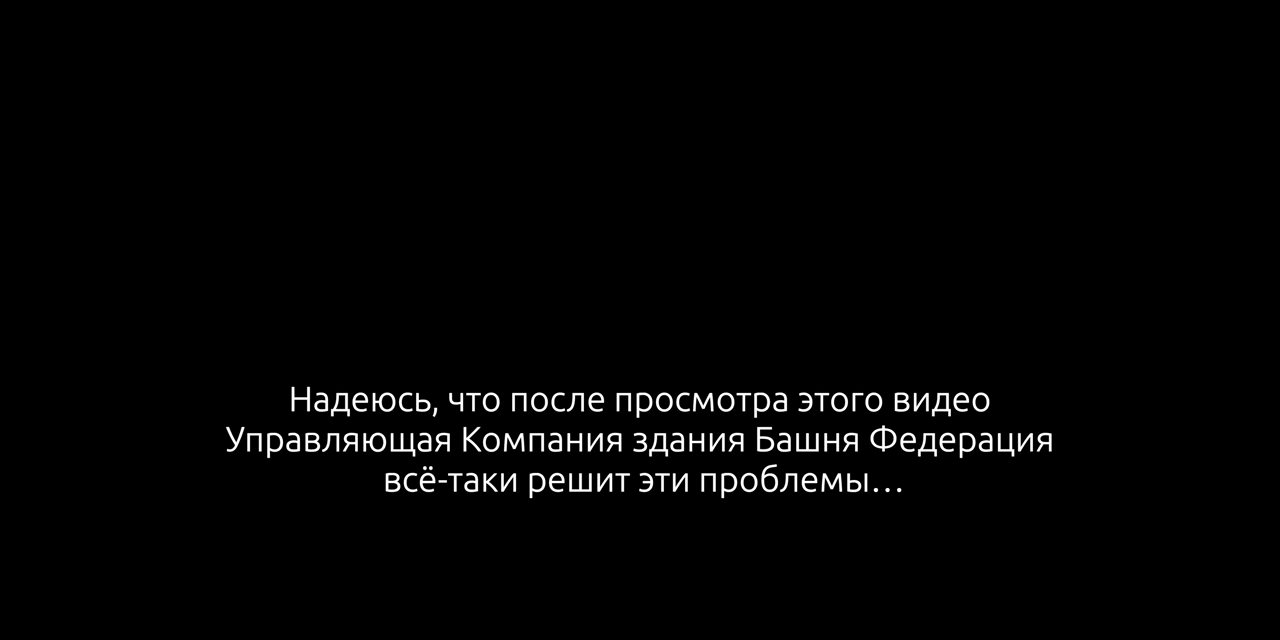 Надеюсь, что после просмотра этого видео
Управляющая Компания здания Башня Федерация
всё-таки решит эти проблемы...